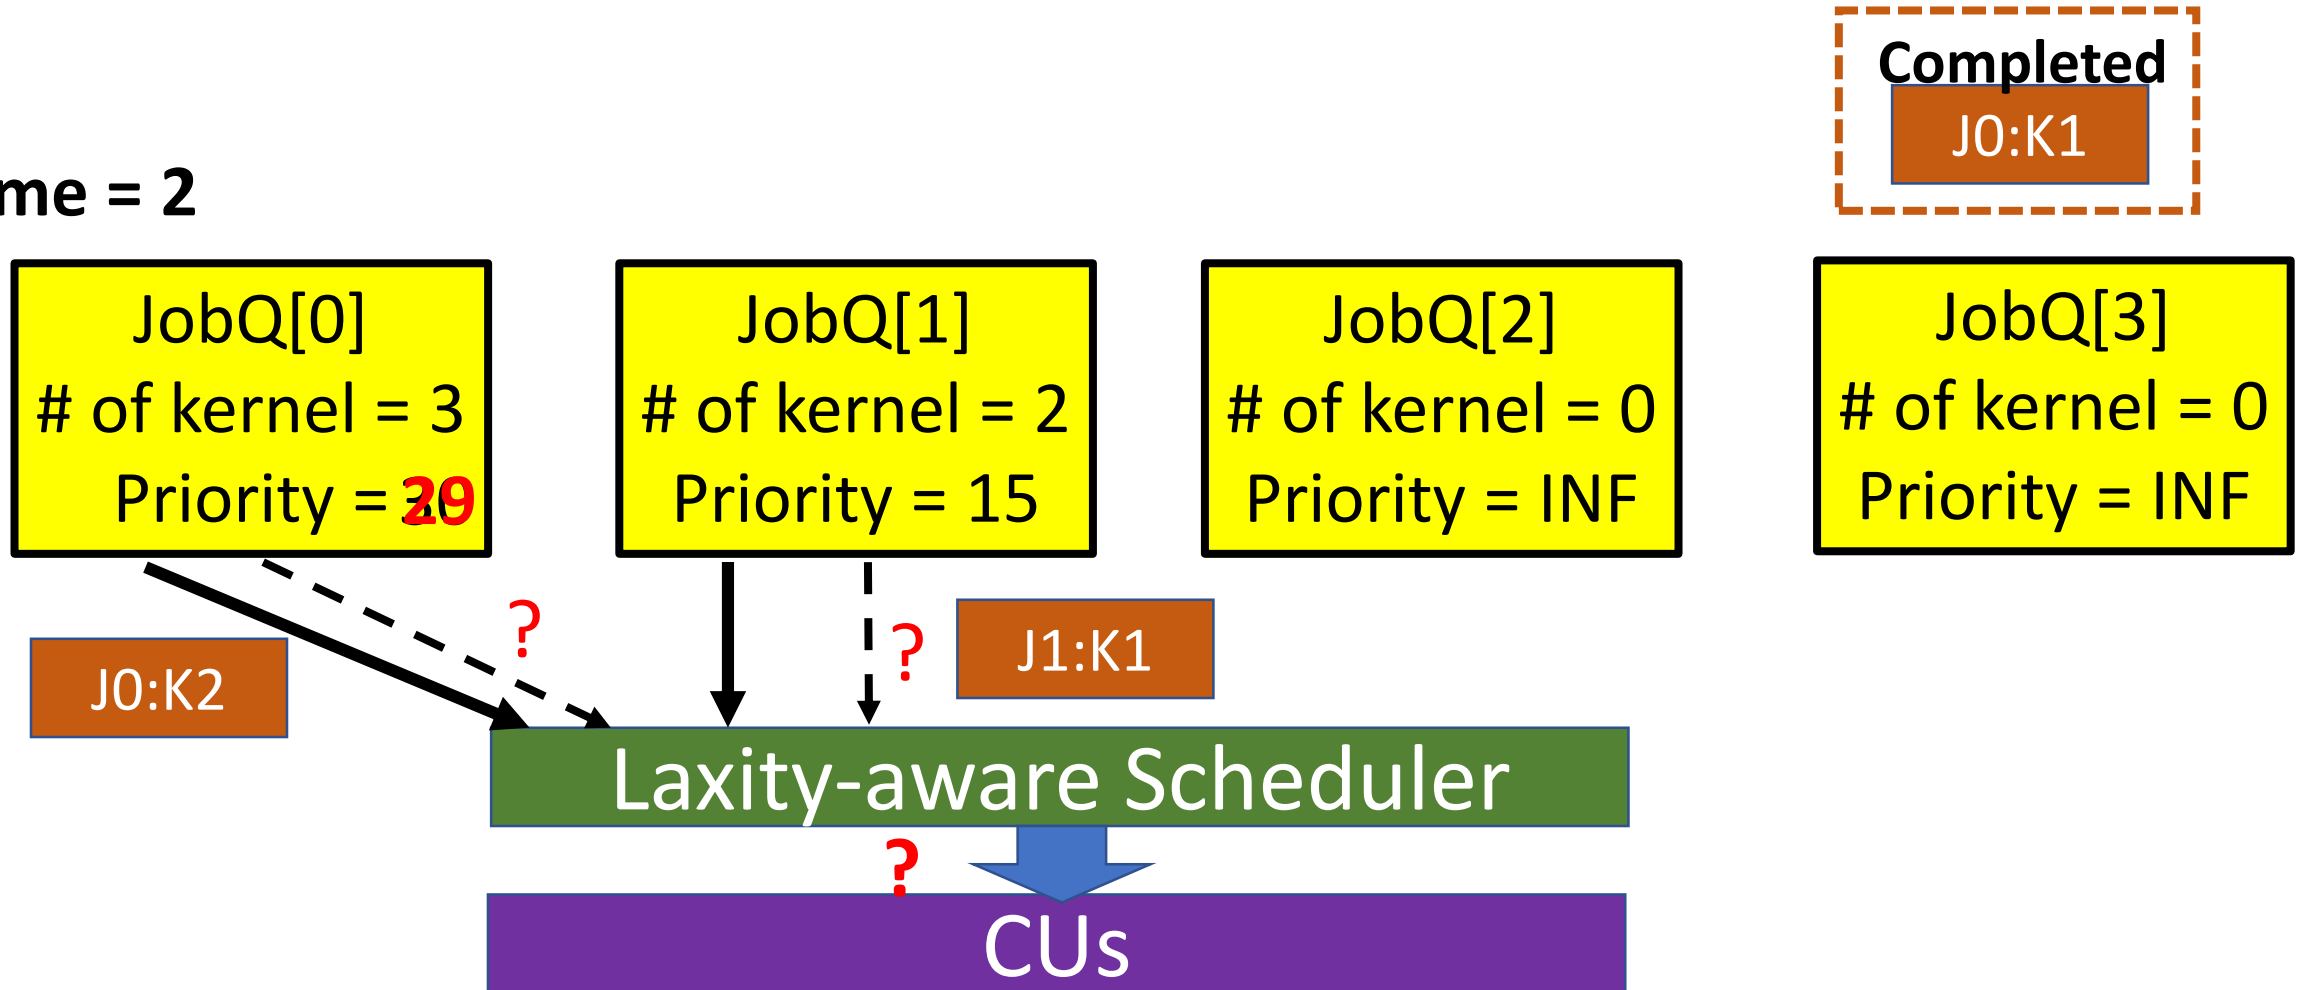 Completed
J0:K1
me = 2
JobQ[0]
# of kernel = 3
Priority = 29
JobQ[1]
# of kernel = 2
Priority = 15
JobQ[2]
# of kernel = 0
Priority = INF
JobQ[3]
# of kernel = 0
Priority = INF
?
?
J0:K2
J1:K1
Laxity-aware Scheduler
?
CUs